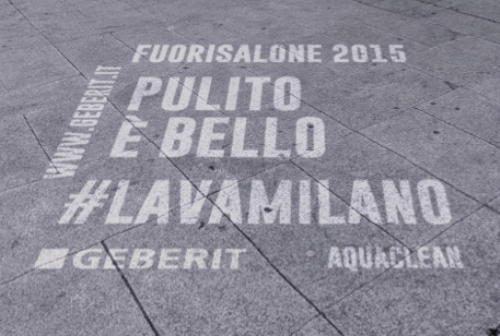 FUORISALONE 2015
WWW.GEBERIT.IT
PULITO
È BELLO
#LAVAMILANO
GEBERIT
AQUACLEAN